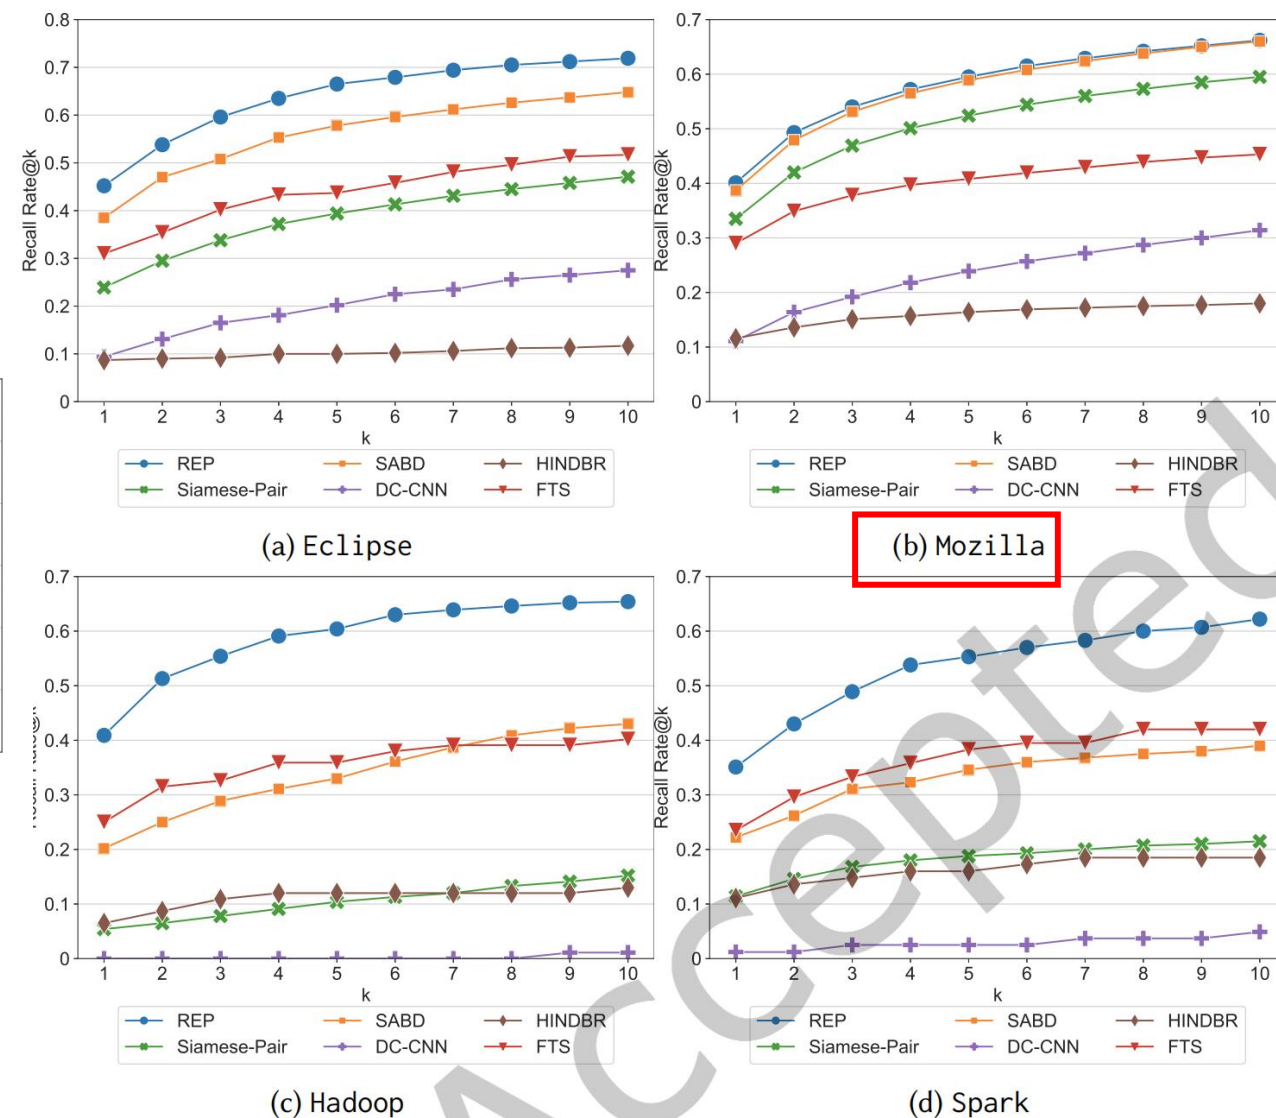 0.8
0.7
0.6
0.5
0.4
0.3
0.2
0.1
0
Recall Rate@k
1 2 3 4 5 6 7 8 9 10
k
REP SABD HINDBR
Siamese-Pair DC-CNN FTS
(a) Eclipse
0.7
0.6
0.5
0.4
0.3
0.2
0.1
0
Recall Rate@k
1 2 3 4 5 6 7 8 9 10
k
REP SABD HINDBR
Siamese-Pair DC-CNN FTS
(b) Mozilla
0.7
0.6
0.5
0.4
0.3
0.2
0.1
0
Recall Rate@k
1 2 3 4 5 6 7 8 9 10
k
REP SABD HINDBR
Siamese-Pair DC-CNN FTS
(c) Hadoop
0.7
0.6
0.5
0.4
0.3
0.2
0.1
0
Recall Rate@k
1 2 3 4 5 6 7 8 9 10
k
REP SABD HINDBR
Siamese-Pair DC-CNN FTS
(d) Spark
Accepted